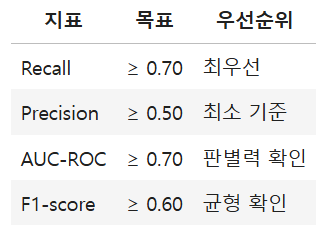 지표 목표 우선순위
Recall ≥ 0.70 최우선
Precision ≥ 0.50 최소 기준
AUC-ROC ≥ 0.70 판별력 확인
F1-score ≥ 0.60 균형 확인